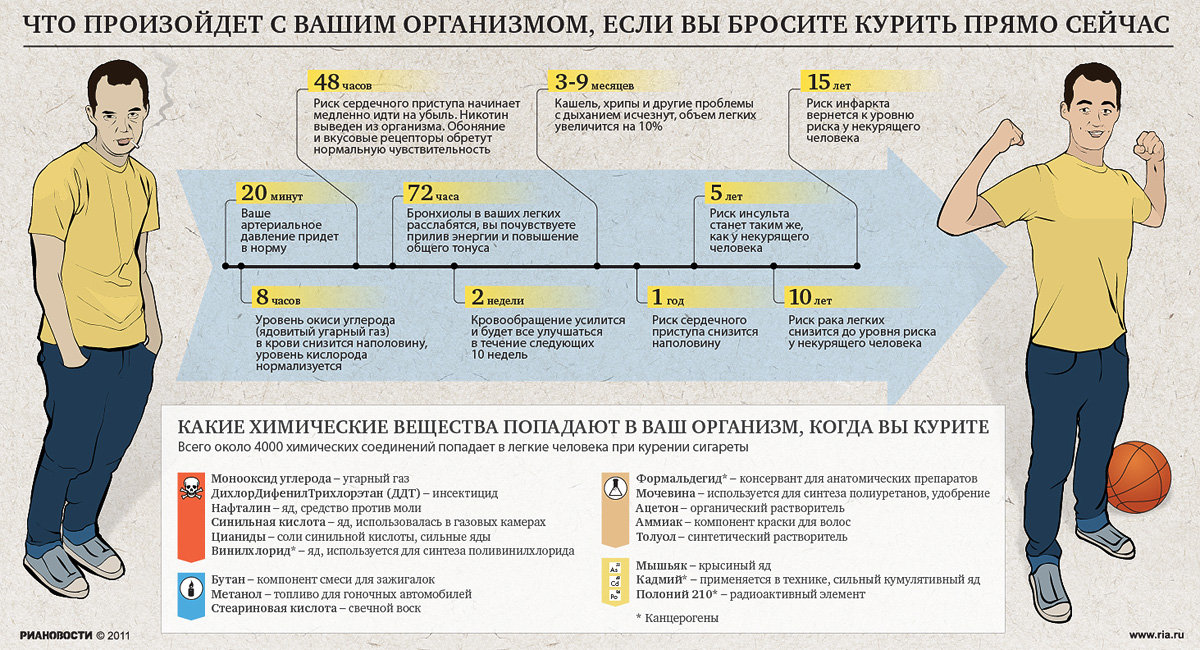 ЧТО ПРОИЗОЙДЕТ С ВАШИМ ОРГАНИЗМОМ, ЕСЛИ ВЫ БРОСИТЕ КУРИТЬ ПРЯМО СЕЙЧАС
20 минут
Ваше
артериальное
давление придет
в норму
8 часов
Уровень окиси углерода
(ядовитый угарный газ)
в крови снизится наполовину,
уровень кислорода
нормализуется
48 часов
Риск сердечного приступа начинает
медленно идти на убыль. Никотин
выведен из организма. Обоняние
и вкусовые рецепторы обретут
нормальную чувствительность
72 часа
Бронхиолы в ваших легких
расслабятся, вы почувствуете
прилив энергии и повышение
общего тонуса
2 недели
Кровообращение усилится
и будет все улучшаться
в течение следующих
10 недель
3-9 месяцев
Кашель, хрипы и другие проблемы
с дыханием исчезнут, объем легких
увеличится на 10%
1 год
Риск сердечного
приступа снизится
наполовину
5 лет
Риск инсульта
станет таким же,
как у некурящего
человека
10 лет
Риск рака легких
снизится до уровня риска
у некурящего человека
15 лет
Риск инфаркта
вернется к уровню
риска у некурящего
человека
КАКИЕ ХИМИЧЕСКИЕ ВЕЩЕСТВА ПОПАДАЮТ В ВАШ ОРГАНИЗМ, КОГДА ВЫ КУРИТЕ
Всего около 4000 химических соединений попадает в легкие человека при курении сигареты
Монооксид углерода – угарный газ
ДихлорДифенилТрихлорэтан (ДДТ) – инсектицид
Нафталин – яд, средство против моли
Синильная кислота – яд, использовалась в газовых камерах
Цианиды – соли синильной кислоты, сильные яды
Винилхлорид* – яд, используется для синтеза поливинилхлорида
Бутан – компонент смеси для зажигалок
Метанол – топливо для гоночных автомобилей
Стеариновая кислота – свечной воск
Формальдегид* – консервант для анатомических препаратов
Мочевина – используется для синтеза полиуретанов, удобрение
Ацетон – органический растворитель
Аммиак – компонент краски для волос
Толуол – синтетический растворитель
As
Cd
Po
Мышьяк – крысиный яд
Кадмий* – применяется в технике, сильный кумулятивный яд
Полоний 210* – радиоактивный элемент
* Канцерогены
РИАНОВОСТИ © 2011
www.ria.ru